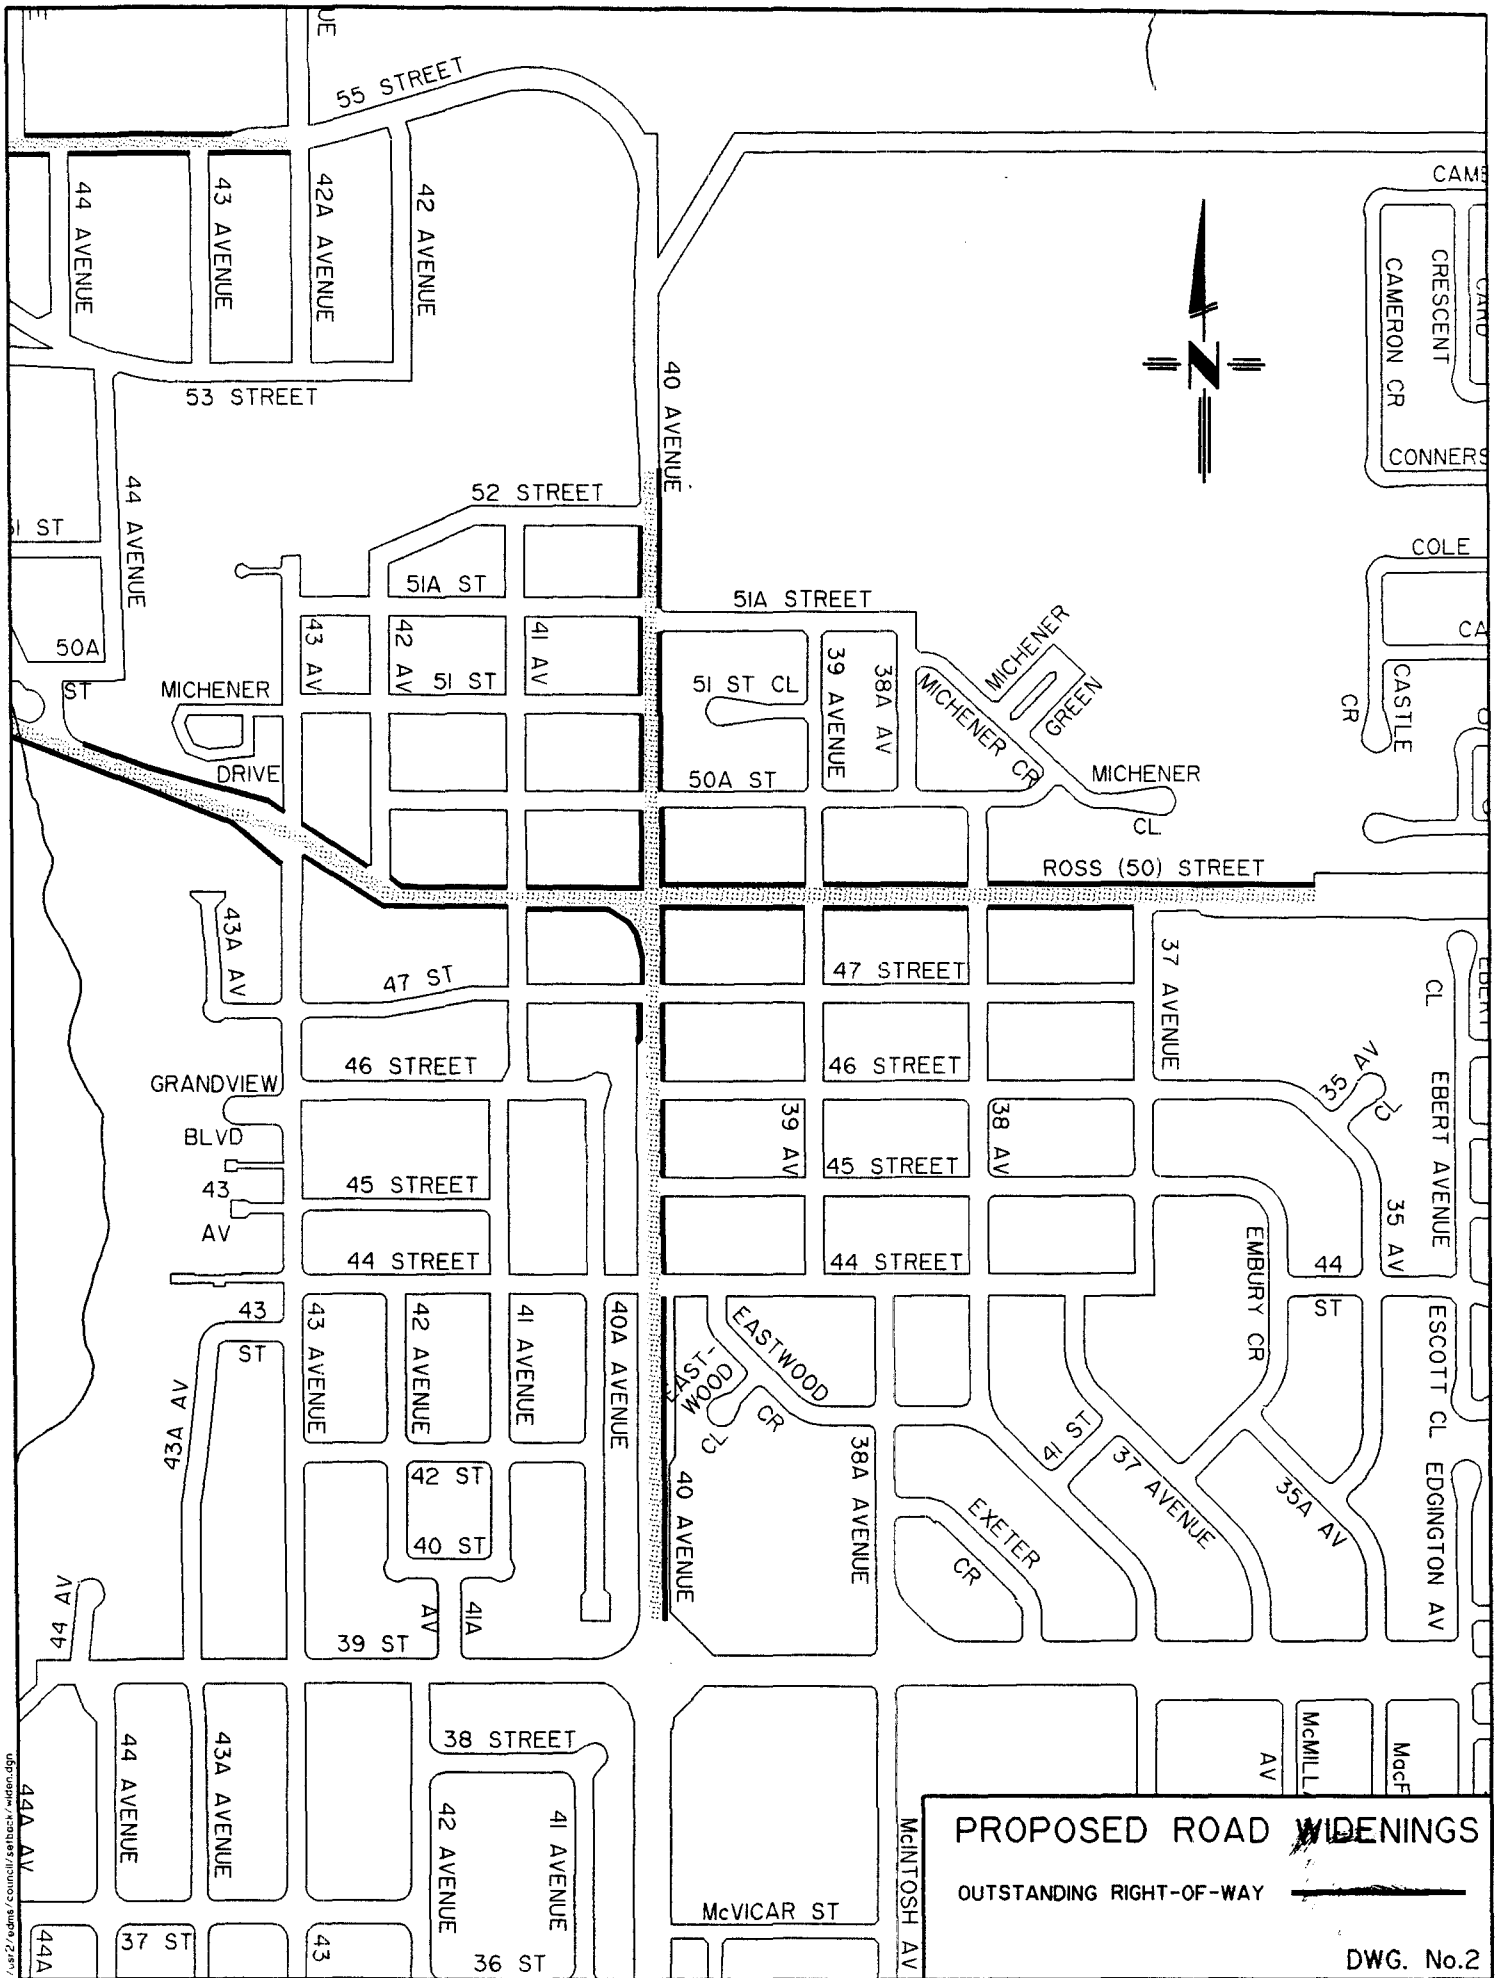 UE
55 STREET
44 AVENUE
43 AVENUE
42A AVENUE
42 AVENUE
53 STREET
40 AVENUE
N
CRESCENT
CAMERON CR
CONNERS
52 STREET
44 AVENUE
51 ST
51A ST
COLE
51A STREET
50A
ST
43 AV
42 AV
51 ST
41 AV
MICHENER
DRIVE
51 ST CL
39 AVENUE
38A AV
50A ST
MICHENER
GREEN
MICHENER CR
MICHENER
CL
CASTLE
CR
CA
ROSS (50) STREET
43A AV
47 ST
47 STREET
37 AVENUE
CL
EBERT
46 STREET
46 STREET
GRANDVIEW
BLVD
35 AV
CL
EBERT AVENUE
39 AV
38 AV
45 STREET
45 STREET
43
AV
35 AV
44 STREET
44 STREET
EMBURY CR
44
ST
43
ST
43 AVENUE
42 AVENUE
41 AVENUE
40A AVENUE
EASTWOOD
CR
EAST-
WOOD
CL
ESCOTT CL
43A AV
41 ST
38A AVENUE
37 AVENUE
35A AV
EDGINGTON AV
42 ST
40 AVENUE
40 ST
EXETER
CR
44 AV
41A
AV
39 ST
44A AV
44 AVENUE
43A AVENUE
38 STREET
42 AVENUE
41 AVENUE
AV
McMILL
MacF
McINTOSH AV
McVICAR ST
44A
37 ST
43
36 ST
PROPOSED ROAD WIDENINGS
OUTSTANDING RIGHT-OF-WAY
DWG. No.2